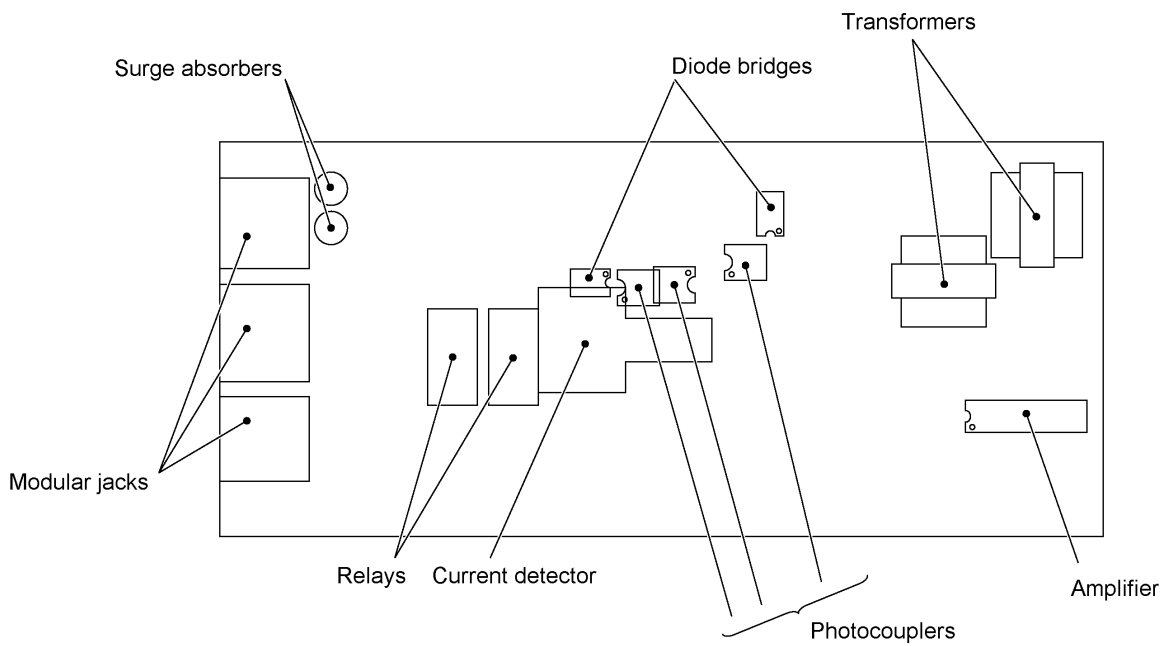 Transformers
Surge absorbers
Diode bridges
Modular jacks
Relays
Current detector
Amplifier
Photocouplers